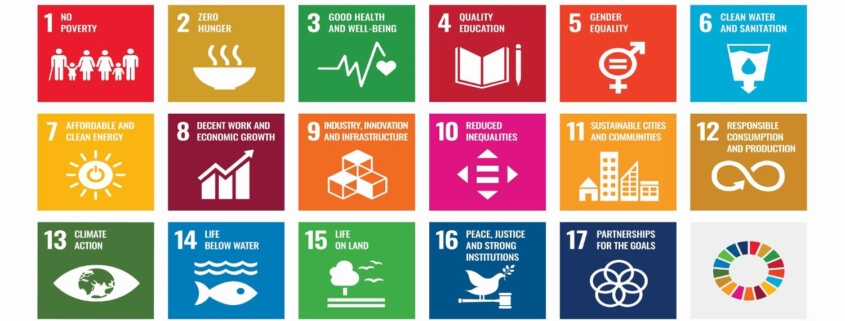 1 NO
POVERTY
2 ZERO
HUNGER
3 GOOD HEALTH
AND WELL-BEING
4 QUALITY
EDUCATION
5 GENDER
EQUALITY
6 CLEAN WATER
AND SANITATION
7 AFFORDABLE AND
CLEAN ENERGY
8 DECENT WORK AND
ECONOMIC GROWTH
9 INDUSTRY, INNOVATION
AND INFRASTRUCTURE
10 REDUCED
INEQUALITIES
11 SUSTAINABLE CITIES
AND COMMUNITIES
12 RESPONSIBLE
CONSUMPTION
AND PRODUCTION
13 CLIMATE
ACTION
14 LIFE
BELOW WATER
15 LIFE
ON LAND
16 PEACE, JUSTICE
AND STRONG
INSTITUTIONS
17 PARTNERSHIPS
FOR THE GOALS